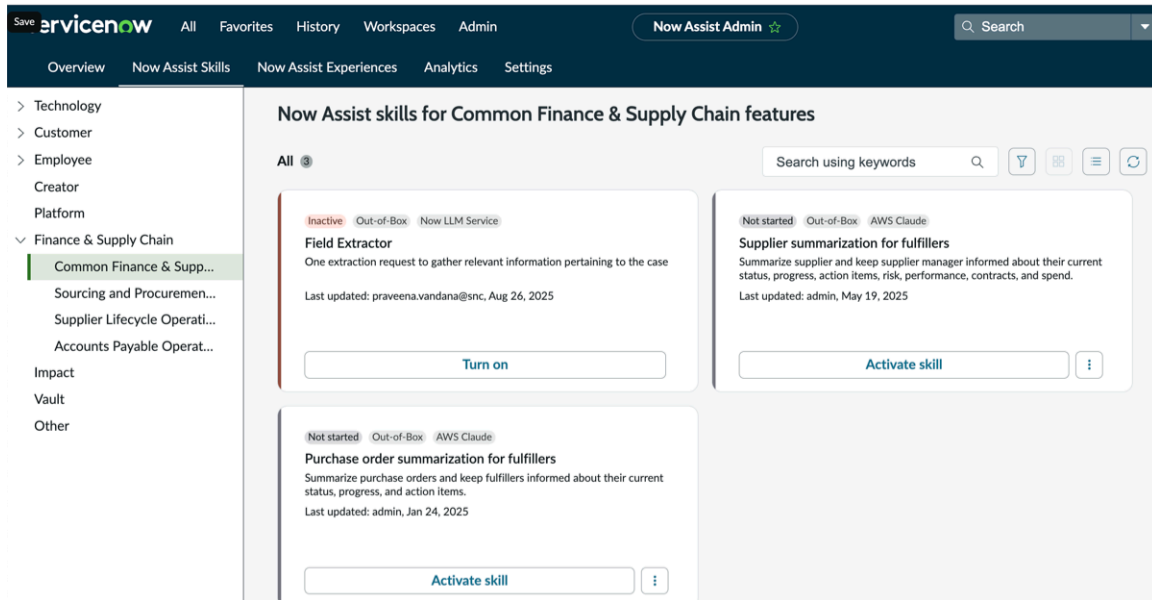 Save
servicenow
All Favorites History Workspaces Admin
Now Assist Admin
Search
Overview Now Assist Skills Now Assist Experiences Analytics Settings
Technology
Customer
Employee
Creator
Platform
Finance & Supply Chain
Common Finance & Supp...
Sourcing and Procuremen...
Supplier Lifecycle Operati...
Accounts Payable Operat...
Impact
Vault
Other
Now Assist skills for Common Finance & Supply Chain features
All 3
Search using keywords
Inactive Out-of-Box Now LLM Service
Field Extractor
One extraction request to gather relevant information pertaining to the case
Last updated: praveena.vandana@snc, Aug 26, 2025
Turn on
Not started Out-of-Box AWS Claude
Supplier summarization for fulfillers
Summarize supplier and keep supplier manager informed about their current
status, progress, action items, risk, performance, contracts, and spend.
Last updated: admin, May 19, 2025
Activate skill
Not started Out-of-Box AWS Claude
Purchase order summarization for fulfillers
Summarize purchase orders and keep fulfillers informed about their current
status, progress, and action items.
Last updated: admin, Jan 24, 2025
Activate skill